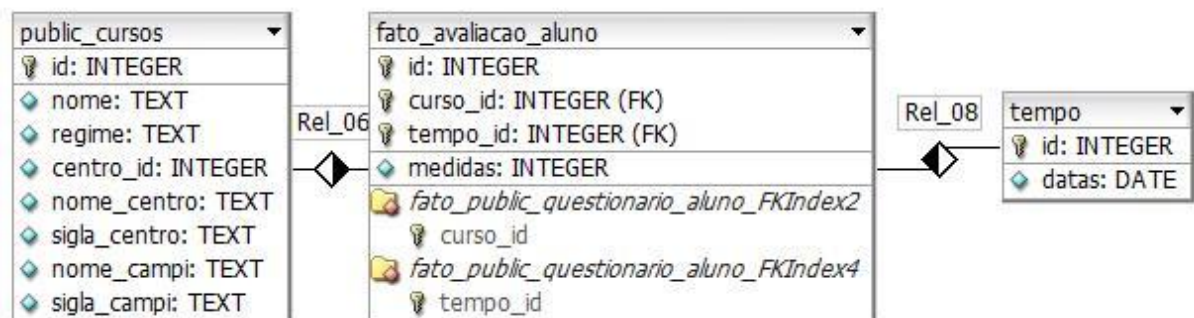 public_cursos
id: INTEGER
nome: TEXT
regime: TEXT
centro_id: INTEGER
nome_centro: TEXT
sigla_centro: TEXT
nome_campi: TEXT
sigla_campi: TEXT
Rel_06
fato_avaliacao_aluno
id: INTEGER
curso_id: INTEGER (FK)
tempo_id: INTEGER (FK)
medidas: INTEGER
fato_public_questionario_aluno_FKIndex2
curso_id
fato_public_questionario_aluno_FKIndex4
tempo_id
Rel_08
tempo
id: INTEGER
datas: DATE